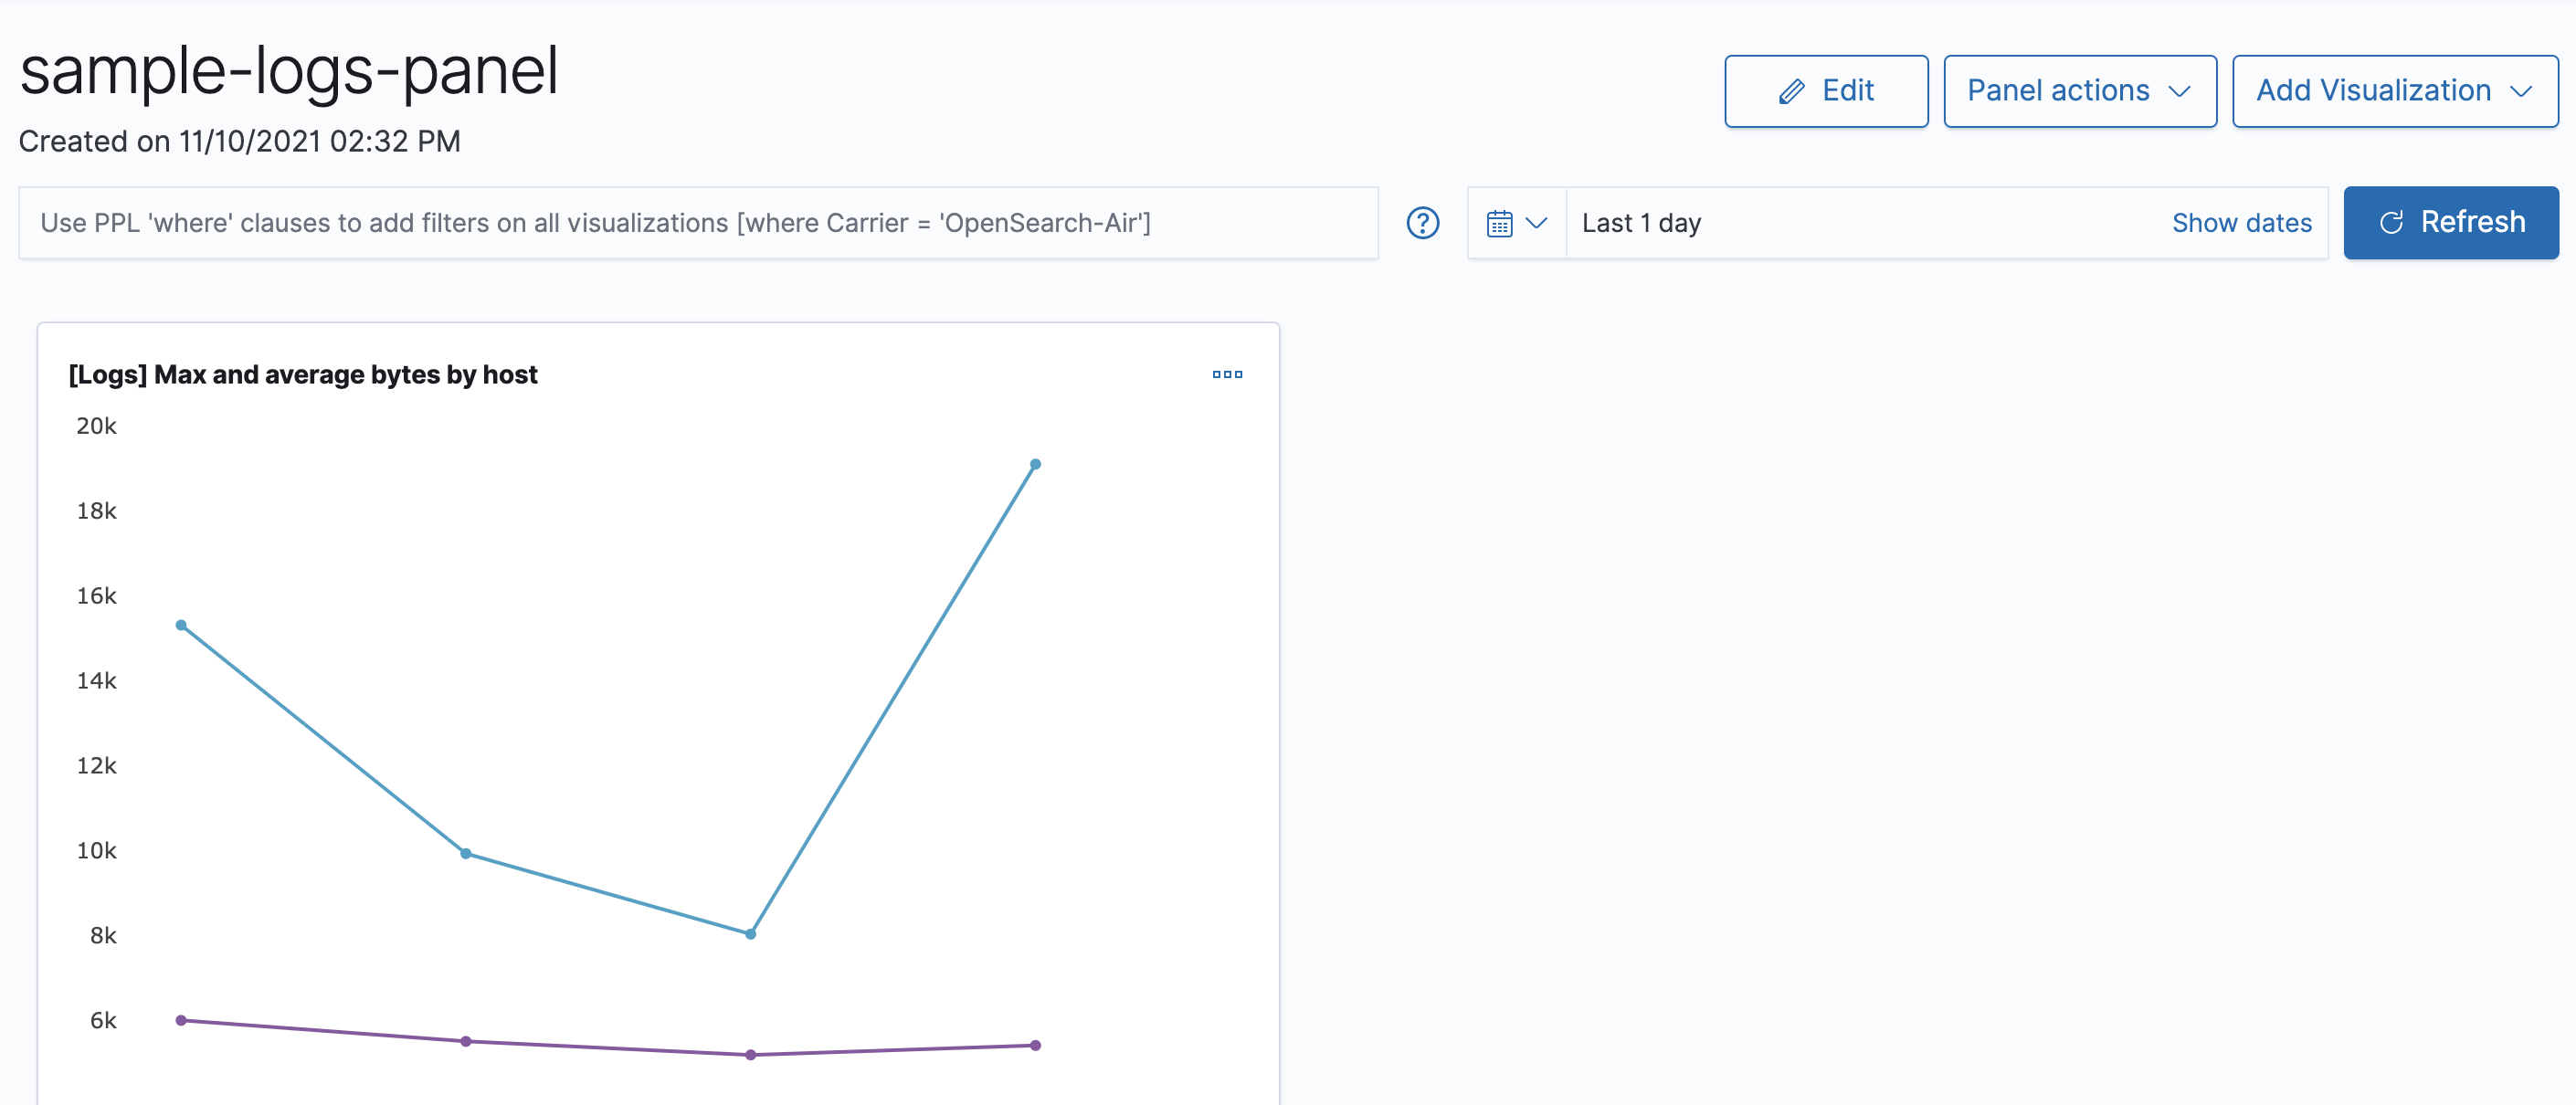 sample-logs-panel
Created on 11/10/2021 02:32 PM
Edit
Panel actions
Add Visualization
Use PPL 'where' clauses to add filters on all visualizations [where Carrier = 'OpenSearch-Air']
Last 1 day
Show dates
Refresh
[Logs] Max and average bytes by host
20k
18k
16k
14k
12k
10k
8k
6k